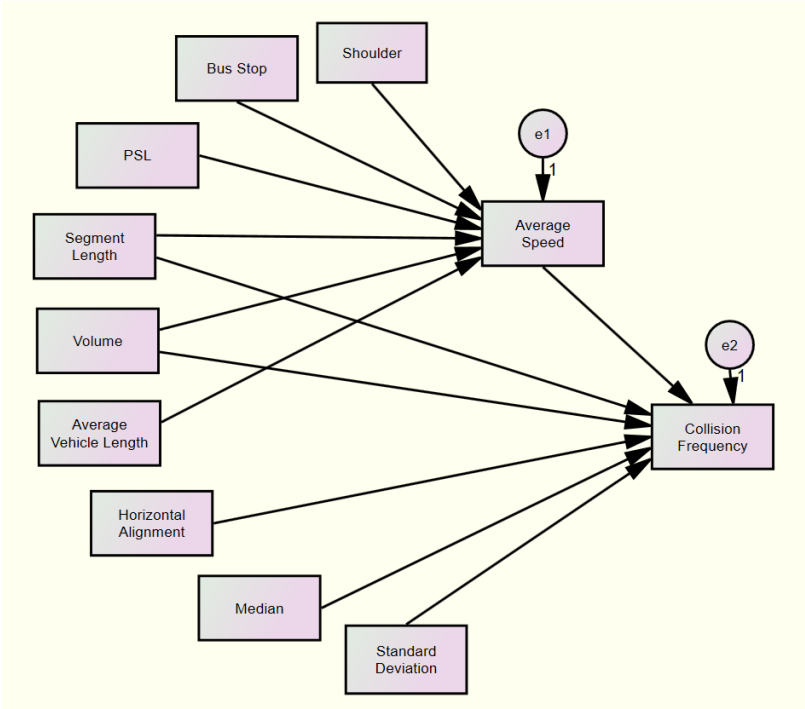 Shoulder
Bus Stop
e1
1
PSL
Average
Speed
Segment
Length
Volume
e2
1
Average
Vehicle Length
Collision
Frequency
Horizontal
Alignment
Median
Standard
Deviation